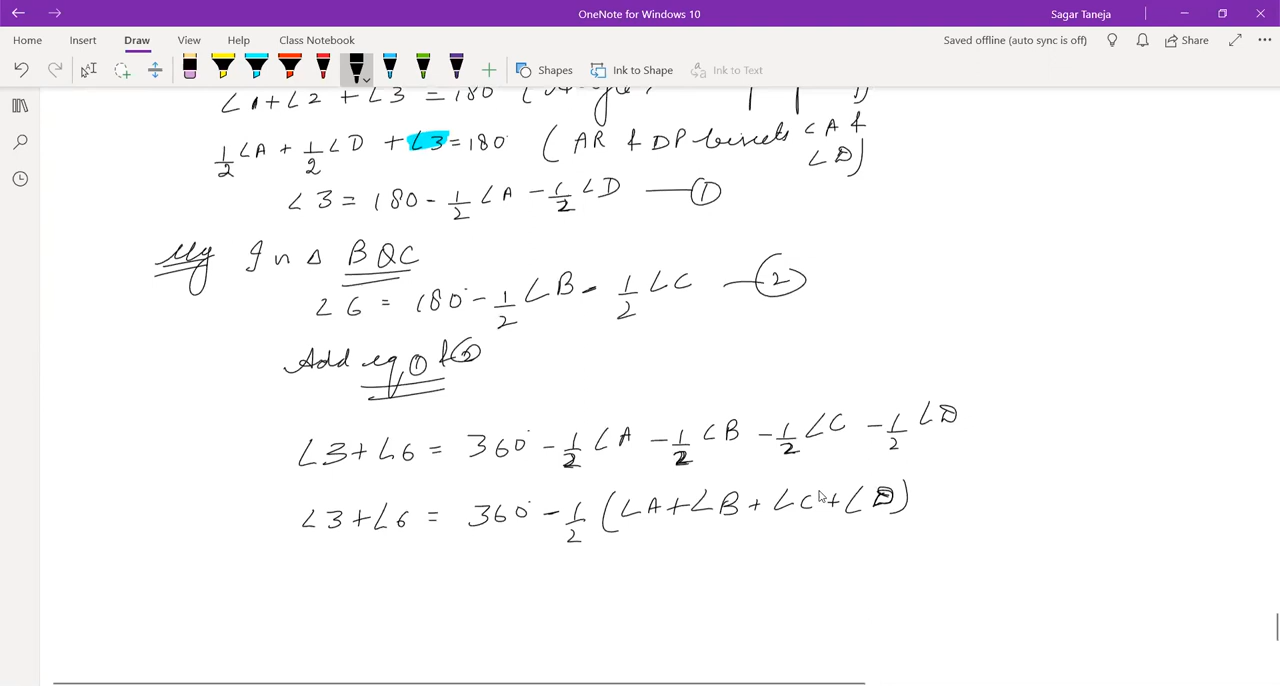 OneNote for Windows 10
Sagar Taneja
Home Insert Draw View Help Class Notebook
Saved offline (auto sync is off) Share
Shapes Ink to Shape Ink to Text
∠1+∠2+∠3=180 (
1/2∠A + 1/2∠D + ∠3=180° (AR & DP bisects ∠A &
∠D)
∠3 = 180 - 1/2∠A - 1/2∠D — ①
In Δ BQC
∠6 = 180° - 1/2∠B - 1/2∠C — ②
Add eq ① & ②
∠3+∠6 = 360° - 1/2∠A - 1/2∠B - 1/2∠C - 1/2∠D
∠3+∠6 = 360° - 1/2(∠A+∠B+∠C+∠D)